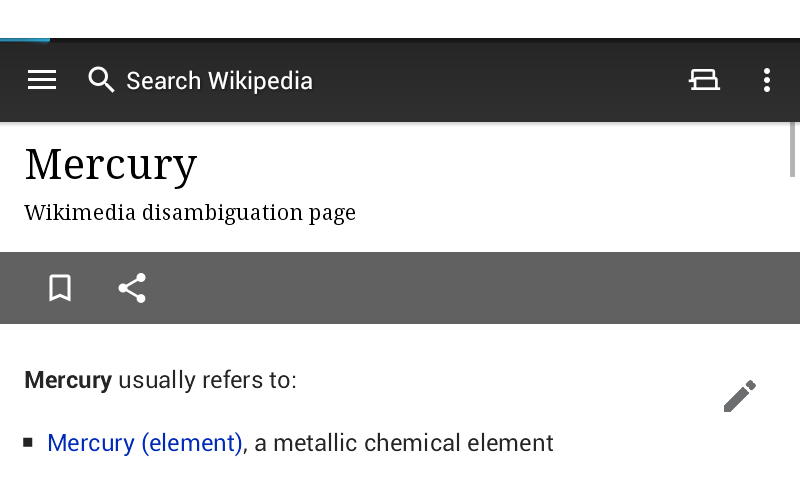 Search Wikipedia
Mercury
Wikimedia disambiguation page
Mercury usually refers to:
Mercury (element), a metallic chemical element